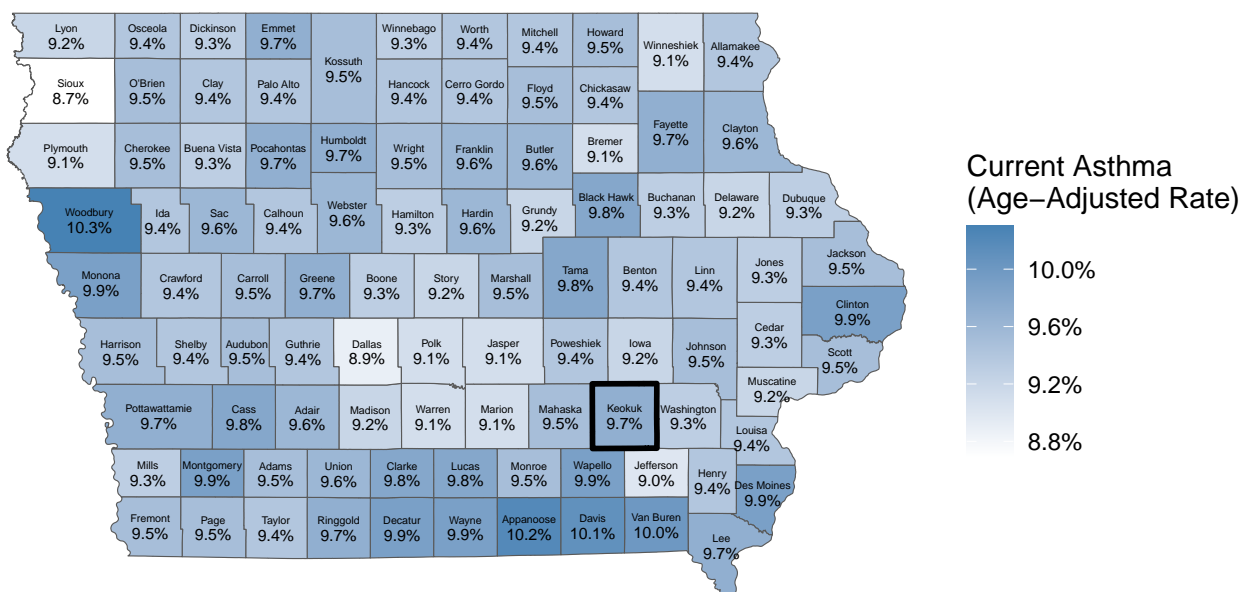 Lyon Osceola Dickinson Emmet Winnebago Worth Mitchell Howard Winneshiek Allamakee
9.2% 9.4% 9.3% 9.7% 9.3% 9.4% 9.4% 9.5% 9.1% 9.4%
Kossuth
9.5%
Sioux O'Brien Clay Palo Alto Hancock Cerro Gordo Floyd Chickasaw
8.7% 9.5% 9.4% 9.4% 9.4% 9.4% 9.5% 9.4%
Fayette Clayton
9.7% 9.6%
Plymouth Cherokee Buena Vista Pocahontas Humboldt Wright Franklin Butler Bremer
9.1% 9.5% 9.3% 9.7% 9.7% 9.5% 9.6% 9.6% 9.1%
Woodbury Ida Sac Calhoun Webster Hamilton Hardin Grundy Black Hawk Buchanan Delaware Dubuque
10.3% 9.4% 9.6% 9.4% 9.6% 9.3% 9.6% 9.2% 9.8% 9.3% 9.2% 9.3%
Monona Crawford Carroll Greene Boone Story Marshall Tama Benton Linn Jones Jackson
9.9% 9.4% 9.5% 9.7% 9.3% 9.2% 9.5% 9.8% 9.4% 9.4% 9.3% 9.5%
Clinton
9.9%
Harrison Shelby Audubon Guthrie Dallas Polk Jasper Poweshiek Iowa Johnson Cedar Scott
9.5% 9.4% 9.5% 9.4% 8.9% 9.1% 9.1% 9.4% 9.2% 9.5% 9.3% 9.5%
Muscatine
9.2%
Pottawattamie Cass Adair Madison Warren Marion Mahaska Keokuk Washington Louisa
9.7% 9.8% 9.6% 9.2% 9.1% 9.1% 9.5% 9.7% 9.3% 9.4%
Mills Montgomery Adams Union Clarke Lucas Monroe Wapello Jefferson Henry Des Moines
9.3% 9.9% 9.5% 9.6% 9.8% 9.8% 9.5% 9.9% 9.0% 9.4% 9.9%
Fremont Page Taylor Ringgold Decatur Wayne Appanoose Davis Van Buren Lee
9.5% 9.5% 9.4% 9.7% 9.9% 9.9% 10.2% 10.1% 10.0% 9.7%
Current Asthma
(Age−Adjusted Rate)
10.0%
9.6%
9.2%
8.8%